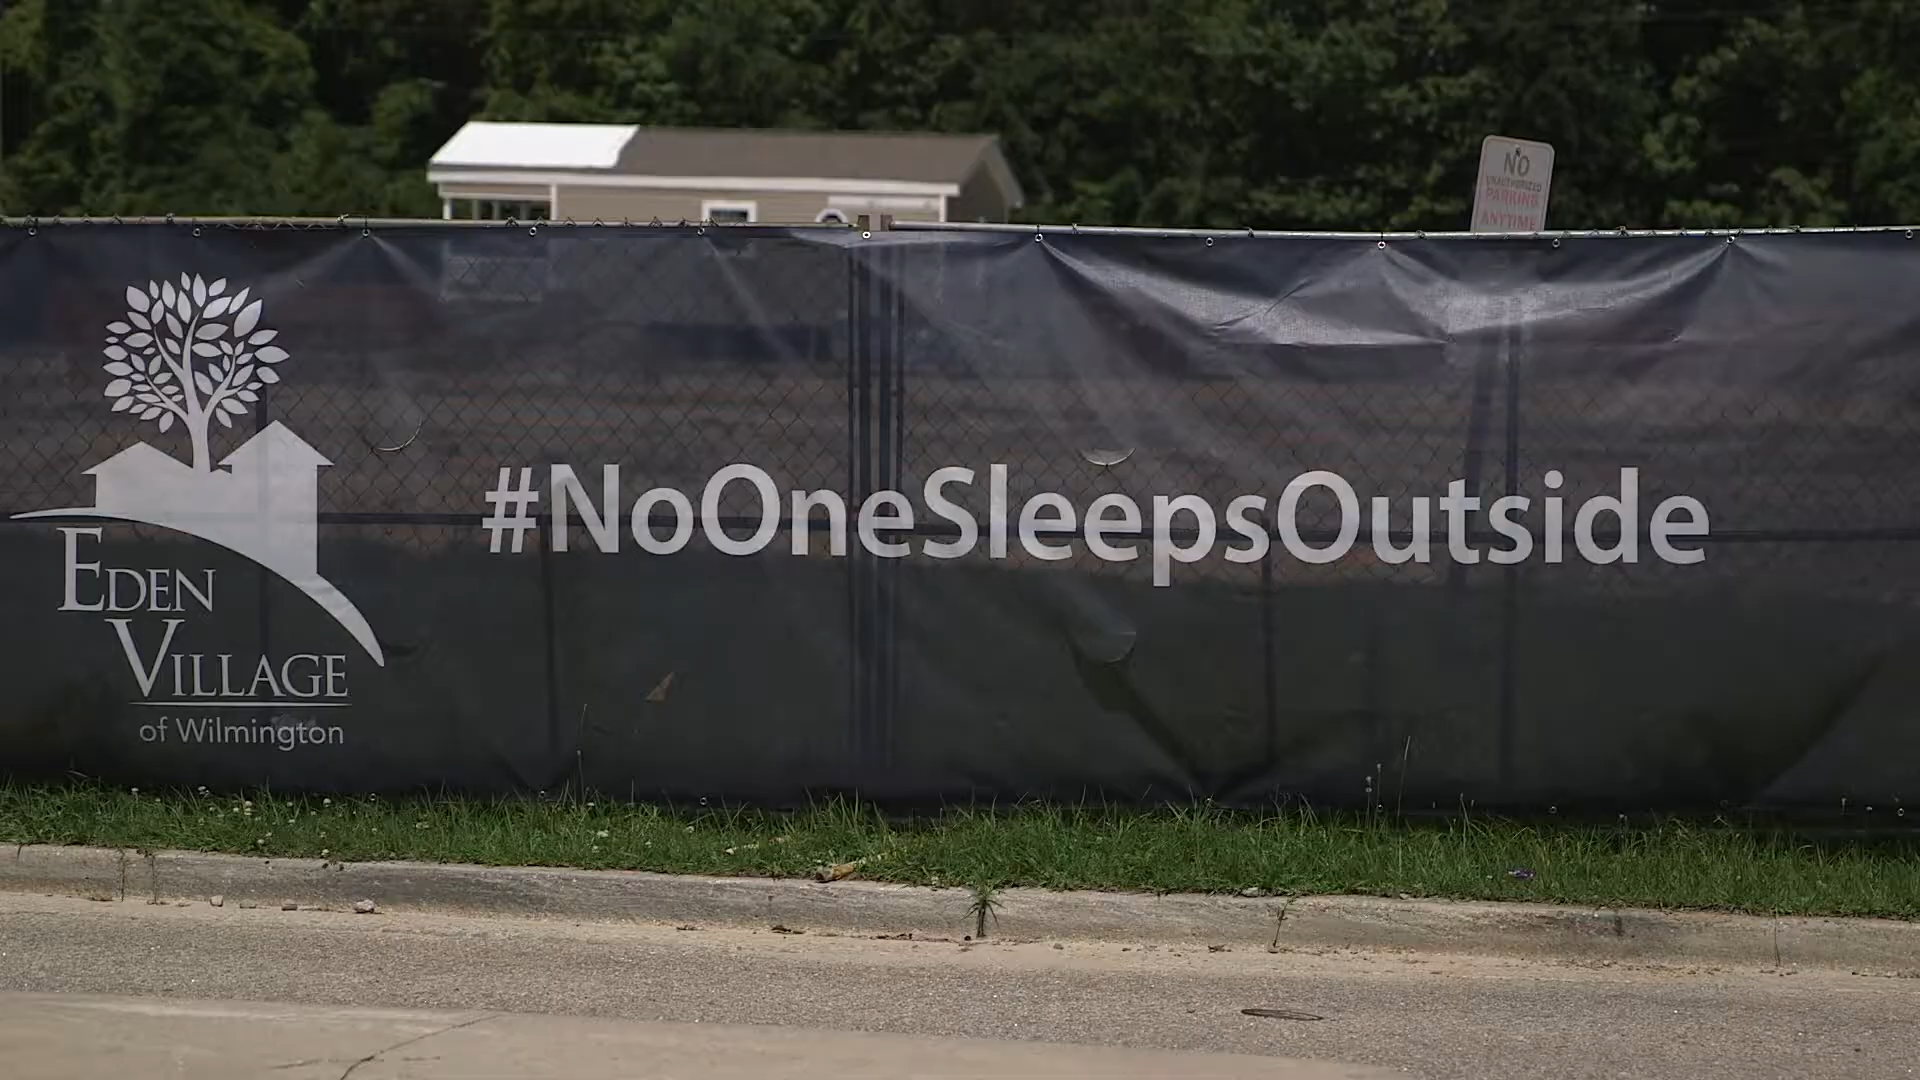 NO
UNAUTHORIZED
PARKING
ANYTIME
#NoOneSleepsOutside
EDEN
VILLAGE
of Wilmington